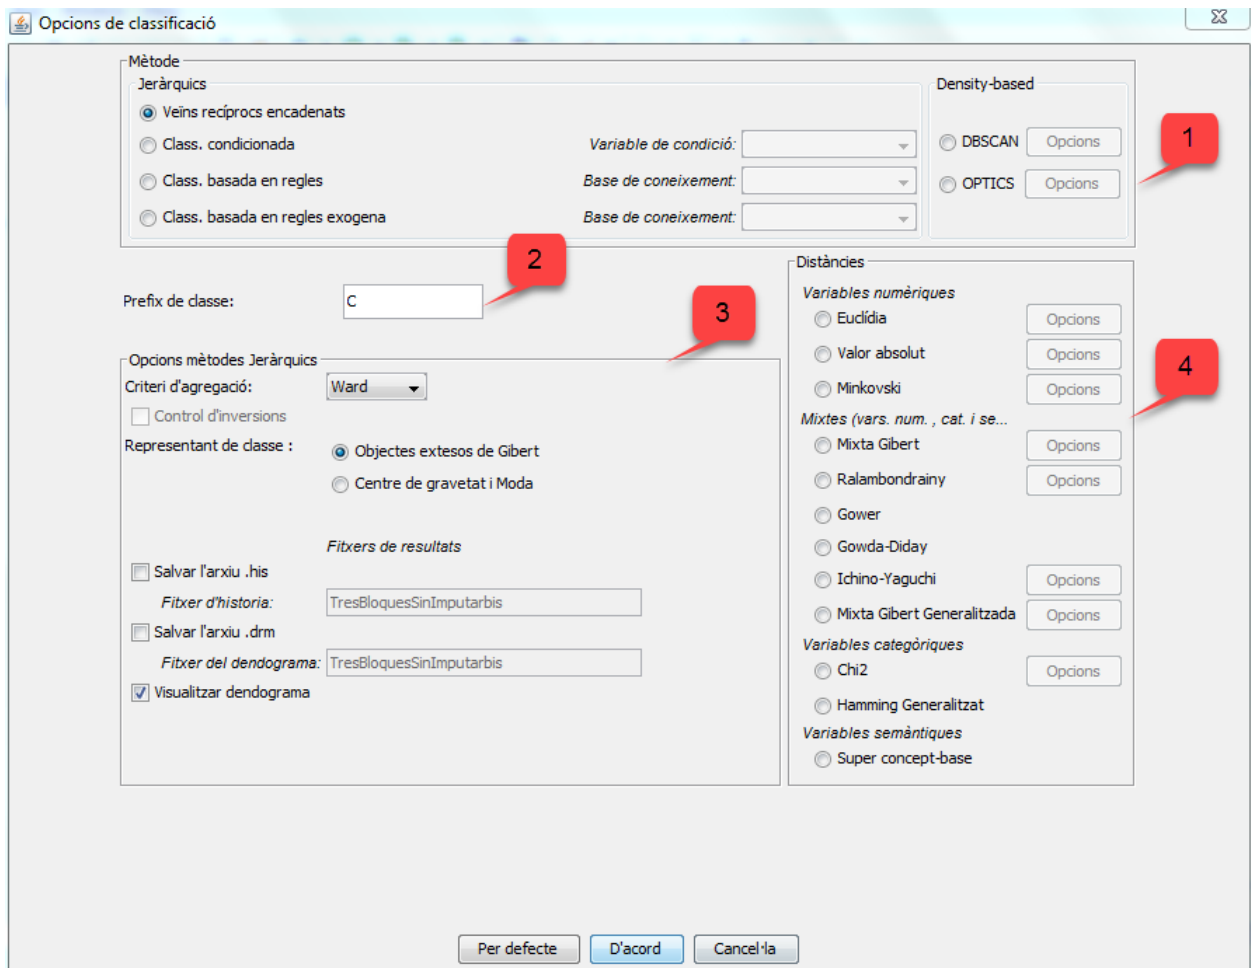 Opcions de classificació
Mètode
Jeràrquics
Density-based
Veïns recíprocs encadenats
Class. condicionada
Variable de condició:
DBSCAN
Opcions
1
Class. basada en regles
Base de coneixement:
OPTICS
Opcions
Class. basada en regles exogena
Base de coneixement:
2
Prefix de classe:
C
3
Opcions mètodes Jeràrquics
Criteri d'agregació:
Ward
Control d'inversions
Representant de classe :
Objectes extesos de Gibert
Centre de gravetat i Moda
Fitxers de resultats
Salvar l'arxiu .his
Fitxer d'historia:
TresBloquesSinImputarbis
Salvar l'arxiu .drm
Fitxer del dendograma:
TresBloquesSinImputarbis
Visualitzar dendograma
Distàncies
Variables numèriques
Euclídia
Opcions
Valor absolut
Opcions
4
Minkovski
Opcions
Mixtes (vars. num. , cat. i se...
Mixta Gibert
Opcions
Ralambondrainy
Opcions
Gower
Gowda-Diday
Ichino-Yaguchi
Opcions
Mixta Gibert Generalitzada
Opcions
Variables categòriques
Chi2
Opcions
Hamming Generalitzat
Variables semàntiques
Super concept-base
Per defecte
D'acord
Cancel·la